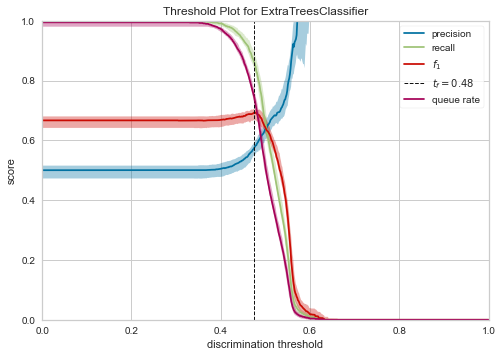 Threshold Plot for ExtraTreesClassifier
1.0
0.8
0.6
0.4
0.2
0.0
score
precision
recall
f1
tr = 0.48
queue rate
0.0 0.2 0.4 0.6 0.8 1.0
discrimination threshold